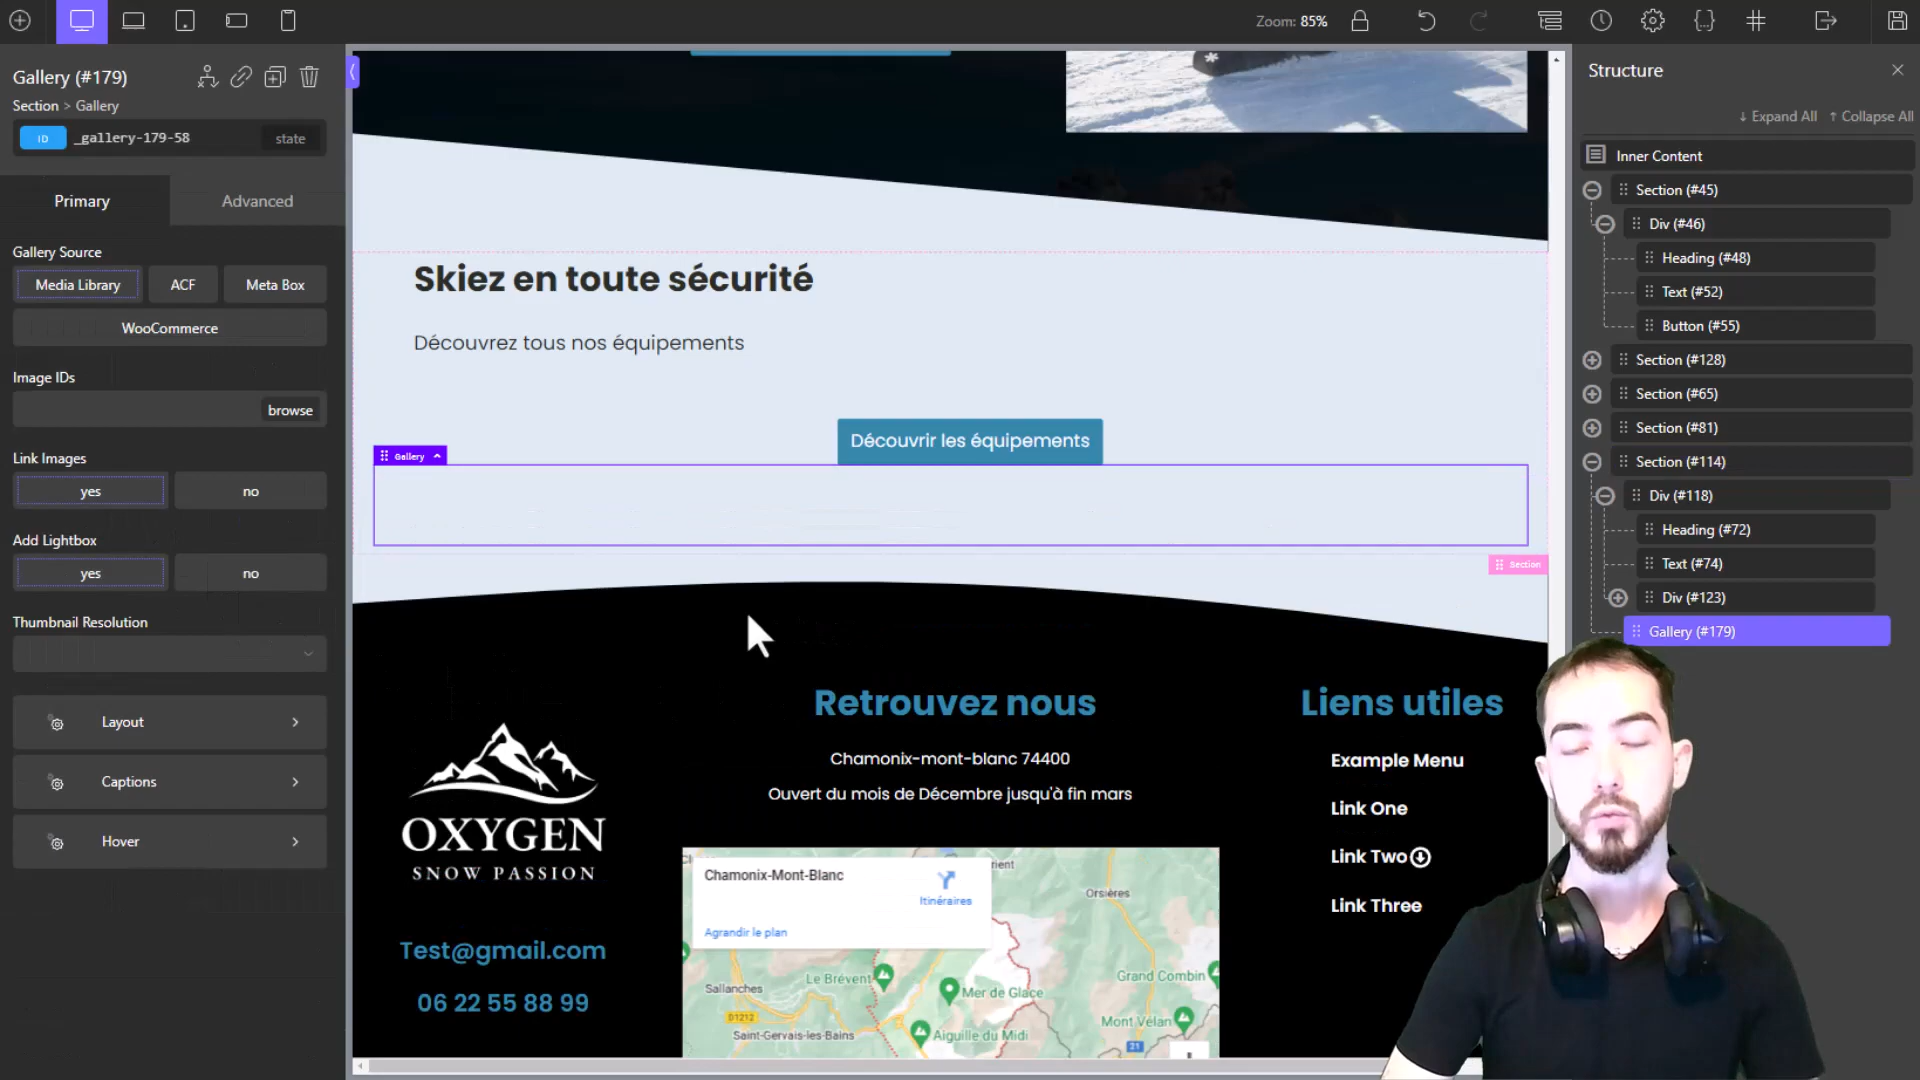 Zoom: 85%
Gallery (#179)
Section > Gallery
ID
_gallery-179-58
state
Primary
Advanced
Gallery Source
Media Library
ACF
Meta Box
WooCommerce
Image IDs
browse
Link Images
yes
no
Add Lightbox
yes
no
Thumbnail Resolution
Layout
Captions
Hover
Skiez en toute sécurité
Découvrez tous nos équipements
Découvrir les équipements
Gallery
Section
OXYGEN
SNOW PASSION
Test@gmail.com
06 22 55 88 99
Retrouvez nous
Chamonix-mont-blanc 74400
Ouvert du mois de Décembre jusqu'à fin mars
Chamonix-Mont-Blanc
Itinéraires
Agrandir le plan
Orsières
Le Brévent
Grand Combin
Sallanches
Mer de Glace
D1212
Mont Vélan
Saint-Gervais-les-Bains
Aiguille du Midi
21
Liens utiles
Example Menu
Link One
Link Two
Link Three
Structure
Expand All
Collapse All
Inner Content
Section (#45)
Div (#46)
Heading (#48)
Text (#52)
Button (#55)
Section (#128)
Section (#65)
Section (#81)
Section (#114)
Div (#118)
Heading (#72)
Text (#74)
Div (#123)
Gallery (#179)